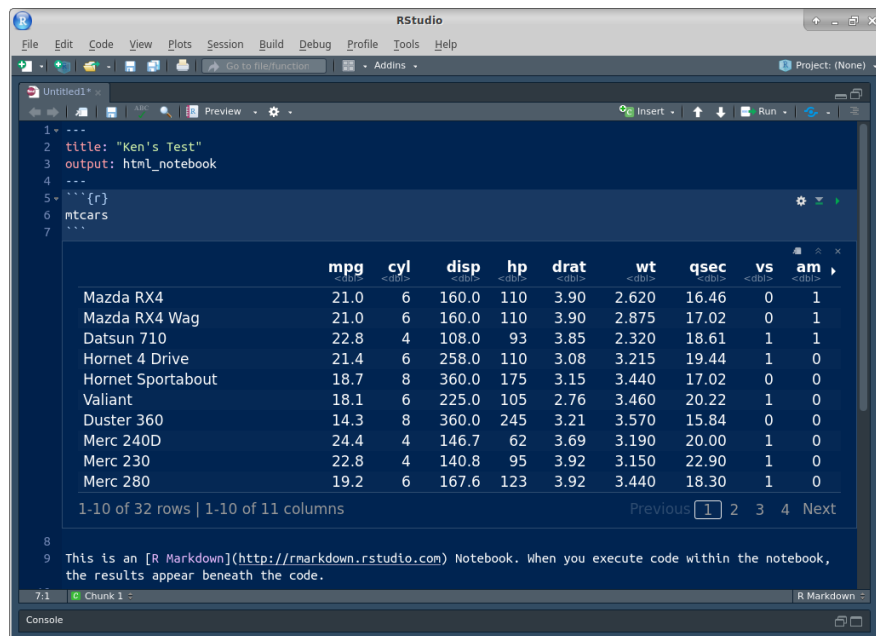 RStudio
File Edit Code View Plots Session Build Debug Profile Tools Help
Go to file/function Addins Project: (None)
Untitled1*
ABC Preview Insert Run
1 ---
2 title: "Ken's Test"
3 output: html_notebook
4 ---
5 ```{r}
6 mtcars
7 ```
mpg cyl disp hp drat wt qsec vs am
<dbl> <dbl> <dbl> <dbl> <dbl> <dbl> <dbl> <dbl> <dbl>
Mazda RX4 21.0 6 160.0 110 3.90 2.620 16.46 0 1
Mazda RX4 Wag 21.0 6 160.0 110 3.90 2.875 17.02 0 1
Datsun 710 22.8 4 108.0 93 3.85 2.320 18.61 1 1
Hornet 4 Drive 21.4 6 258.0 110 3.08 3.215 19.44 1 0
Hornet Sportabout 18.7 8 360.0 175 3.15 3.440 17.02 0 0
Valiant 18.1 6 225.0 105 2.76 3.460 20.22 1 0
Duster 360 14.3 8 360.0 245 3.21 3.570 15.84 0 0
Merc 240D 24.4 4 146.7 62 3.69 3.190 20.00 1 0
Merc 230 22.8 4 140.8 95 3.92 3.150 22.90 1 0
Merc 280 19.2 6 167.6 123 3.92 3.440 18.30 1 0
1-10 of 32 rows | 1-10 of 11 columns Previous 1 2 3 4 Next
8
9 This is an [R Markdown](http://rmarkdown.rstudio.com) Notebook. When you execute code within the notebook,
the results appear beneath the code.
7:1 Chunk 1 R Markdown
Console